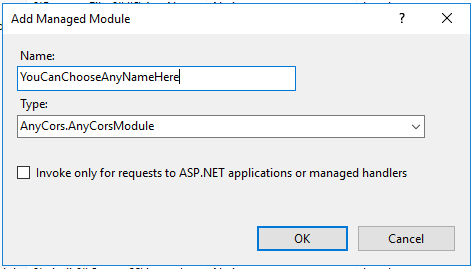 Add Managed Module
Name:
YouCanChooseAnyNameHere
Type:
AnyCors.AnyCorsModule
Invoke only for requests to ASP.NET applications or managed handlers
OK
Cancel